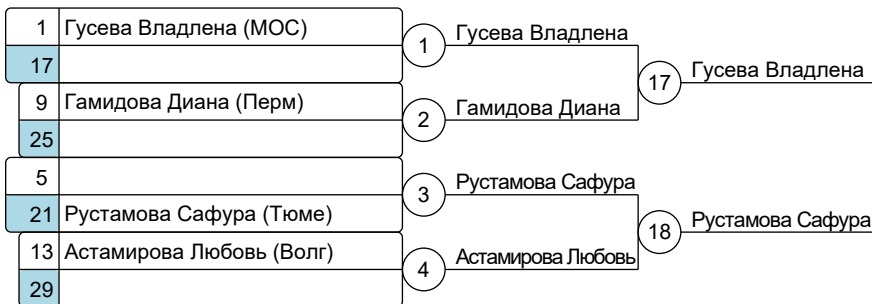 1 Гусева Владлена (МОС)
17
9 Гамидова Диана (Перм)
25
5
21 Рустамова Сафура (Тюме)
13 Астамирова Любовь (Волг)
29
1 Гусева Владлена
2 Гамидова Диана
3 Рустамова Сафура
4 Астамирова Любовь
17 Гусева Владлена
18 Рустамова Сафура